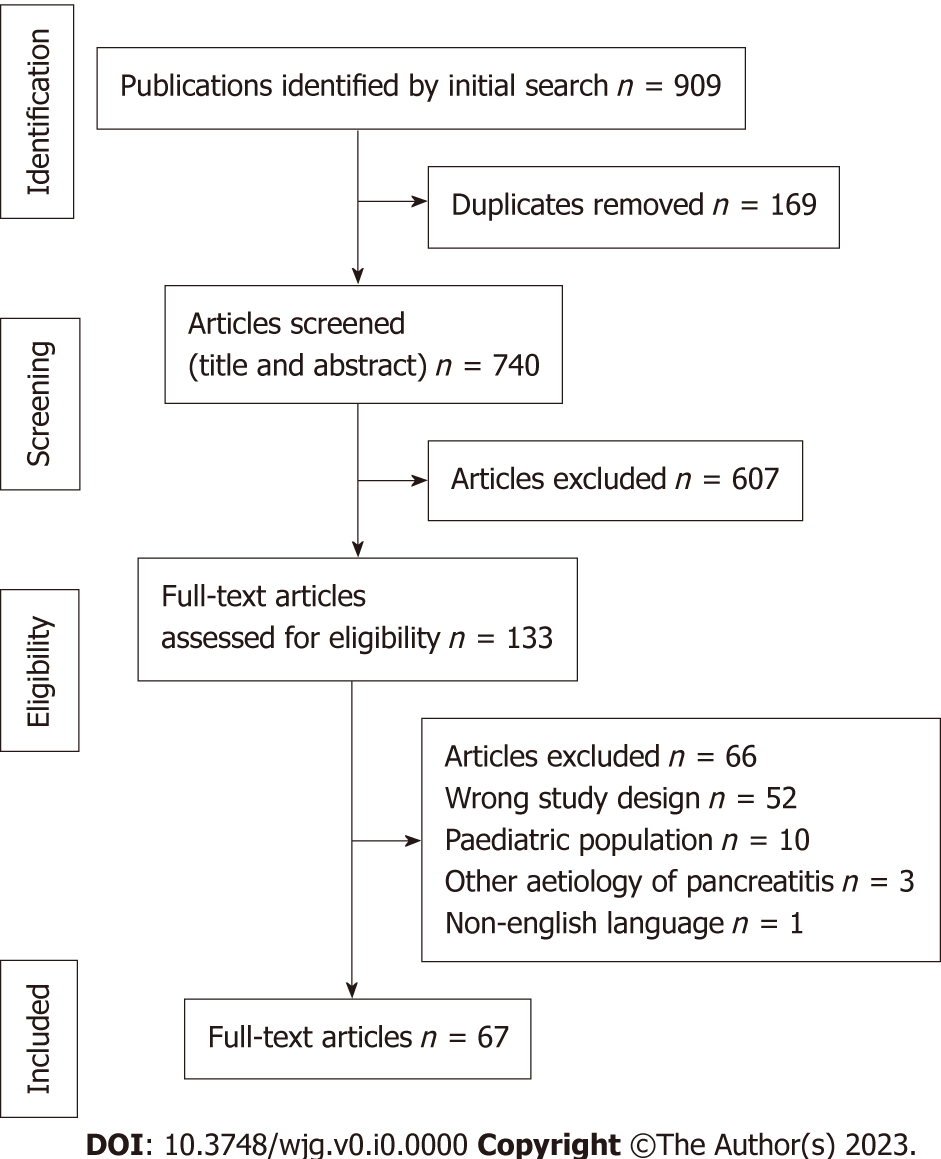 Identification
Publications identified by initial search n = 909
Duplicates removed n = 169
Screening
Articles screened
(title and abstract) n = 740
Articles excluded n = 607
Eligibility
Full-text articles
assessed for eligibility n = 133
Articles excluded n = 66
Wrong study design n = 52
Paediatric population n = 10
Other aetiology of pancreatitis n = 3
Non-english language n = 1
Included
Full-text articles n = 67
DOI: 10.3748/wjg.v0.i0.0000 Copyright ©The Author(s) 2023.